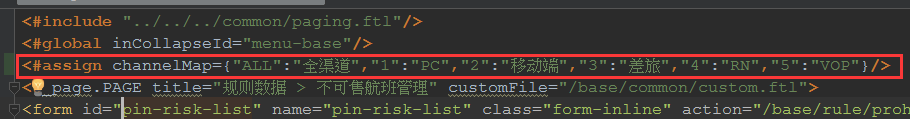 <#include "../../../common/paging.ftl"/>
<#global inCollapseId="menu-base"/>
<#assign channelMap={"ALL":"全渠道","1":"PC","2":"移动端","3":"差旅","4":"RN","5":"VOP"}/>
page.PAGE title="规则数据 > 不可售航班管理" customFile="/base/common/custom.ftl">
<form id="pin-risk-list" name="pin-risk-list" class="form-inline" action="/base/rule/proh